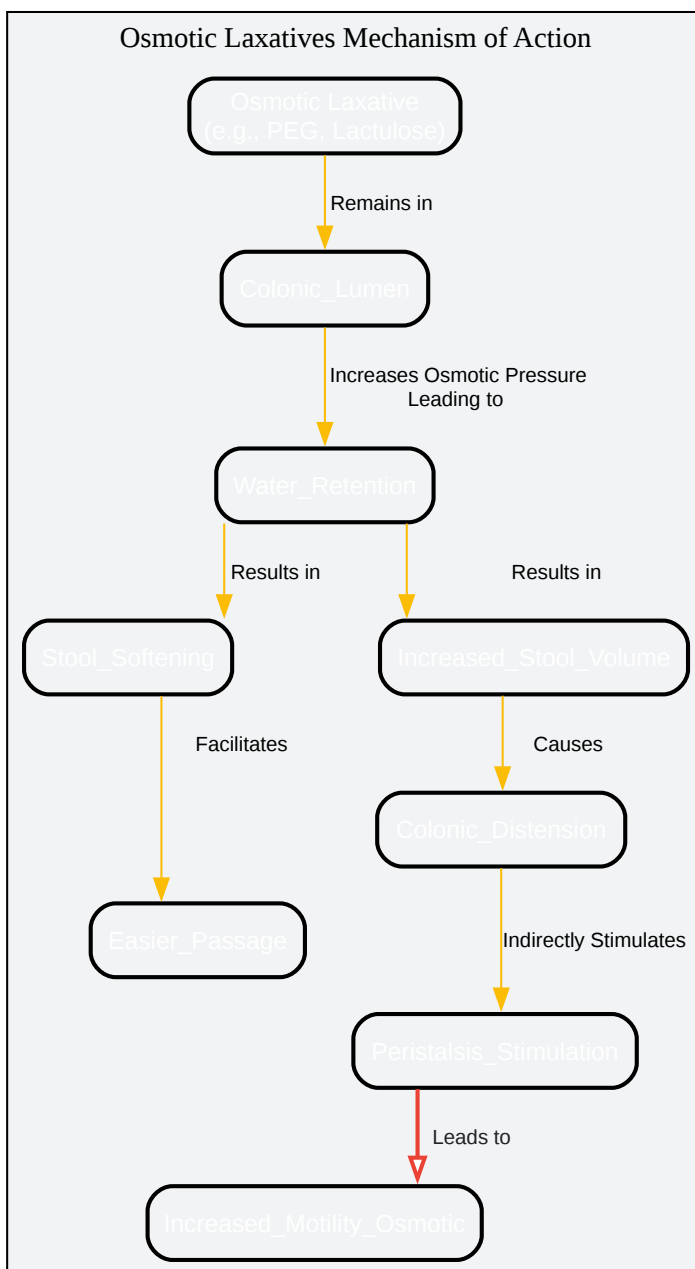 Osmotic Laxatives Mechanism of Action
Osmotic Laxative
(e.g., PEG, Lactulose)
Remains in
Colonic_Lumen
Increases Osmotic Pressure
Leading to
Water_Retention
Results in
Results in
Stool_Softening
Increased_Stool_Volume
Facilitates
Causes
Colonic_Distension
Easier_Passage
Indirectly Stimulates
Peristalsis_Stimulation
Leads to
Increased_Motility_Osmotic